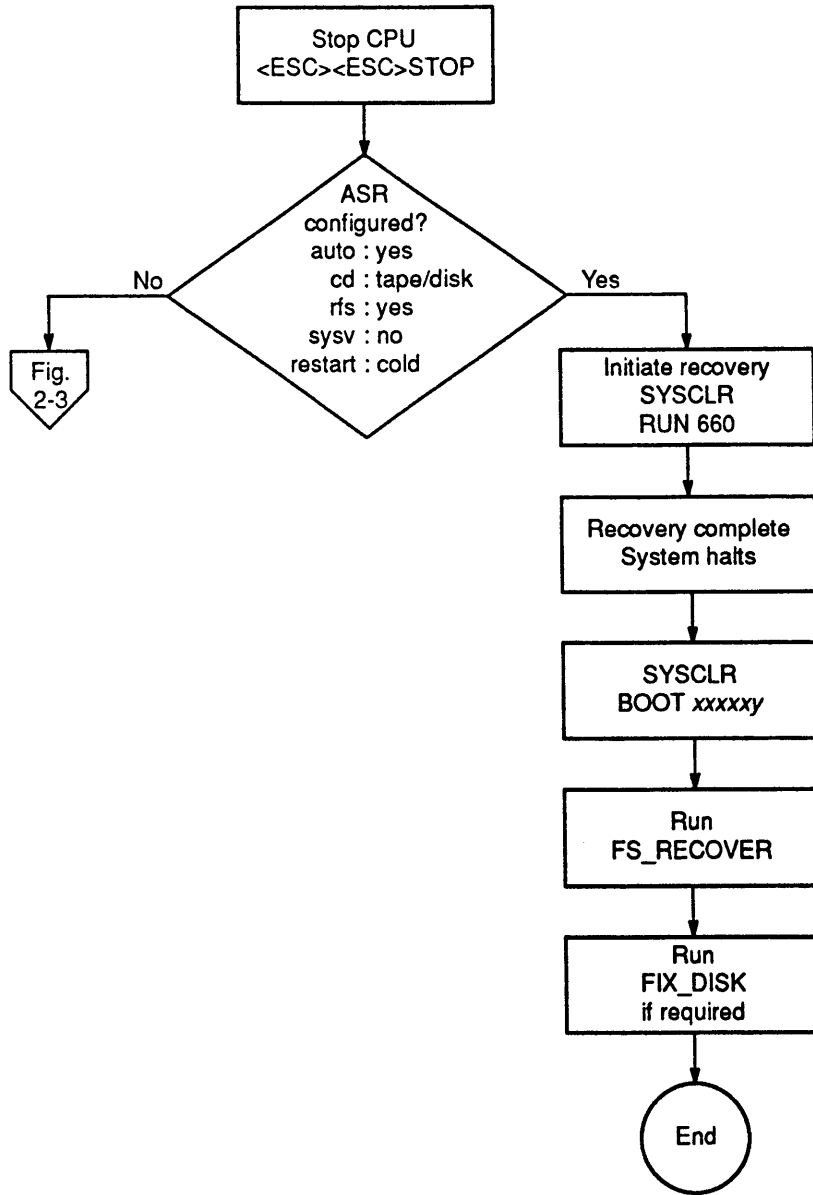 Stop CPU
<ESC><ESC>STOP
ASR
configured?
auto : yes
cd : tape/disk
rfs : yes
sysv : no
restart : cold
No
Yes
Fig.
2-3
Initiate recovery
SYSCLR
RUN 660
Recovery complete
System halts
SYSCLR
BOOT xxxxxy
Run
FS_RECOVER
Run
FIX_DISK
if required
End